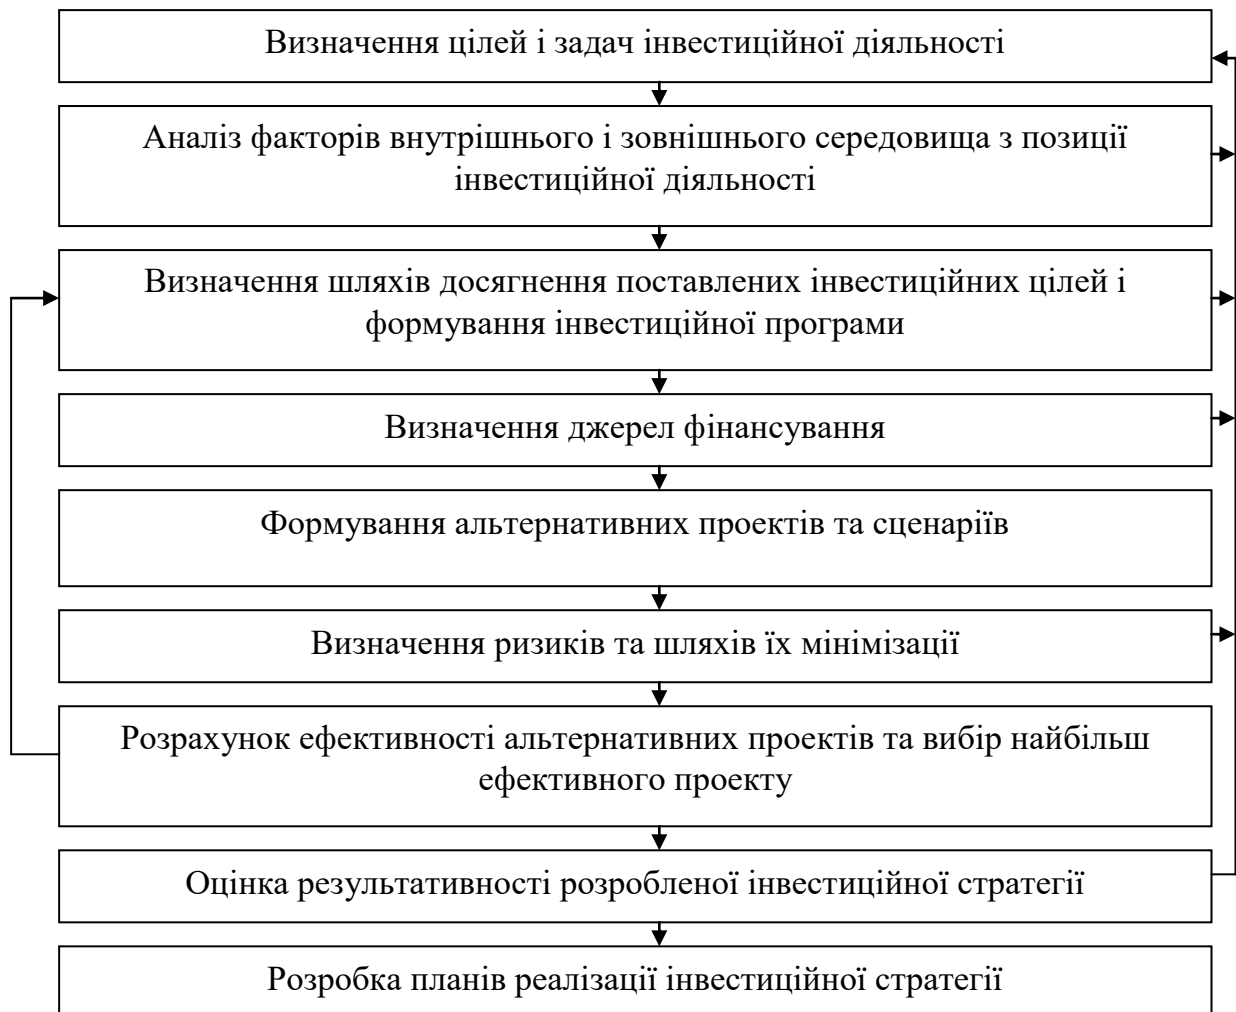 Визначення цілей і задач інвестиційної діяльності
Аналіз факторів внутрішнього і зовнішнього середовища з позиції
інвестиційної діяльності
Визначення шляхів досягнення поставлених інвестиційних цілей і
формування інвестиційної програми
Визначення джерел фінансування
Формування альтернативних проектів та сценаріїв
Визначення ризиків та шляхів їх мінімізації
Розрахунок ефективності альтернативних проектів та вибір найбільш
ефективного проекту
Оцінка результативності розробленої інвестиційної стратегії
Розробка планів реалізації інвестиційної стратегії